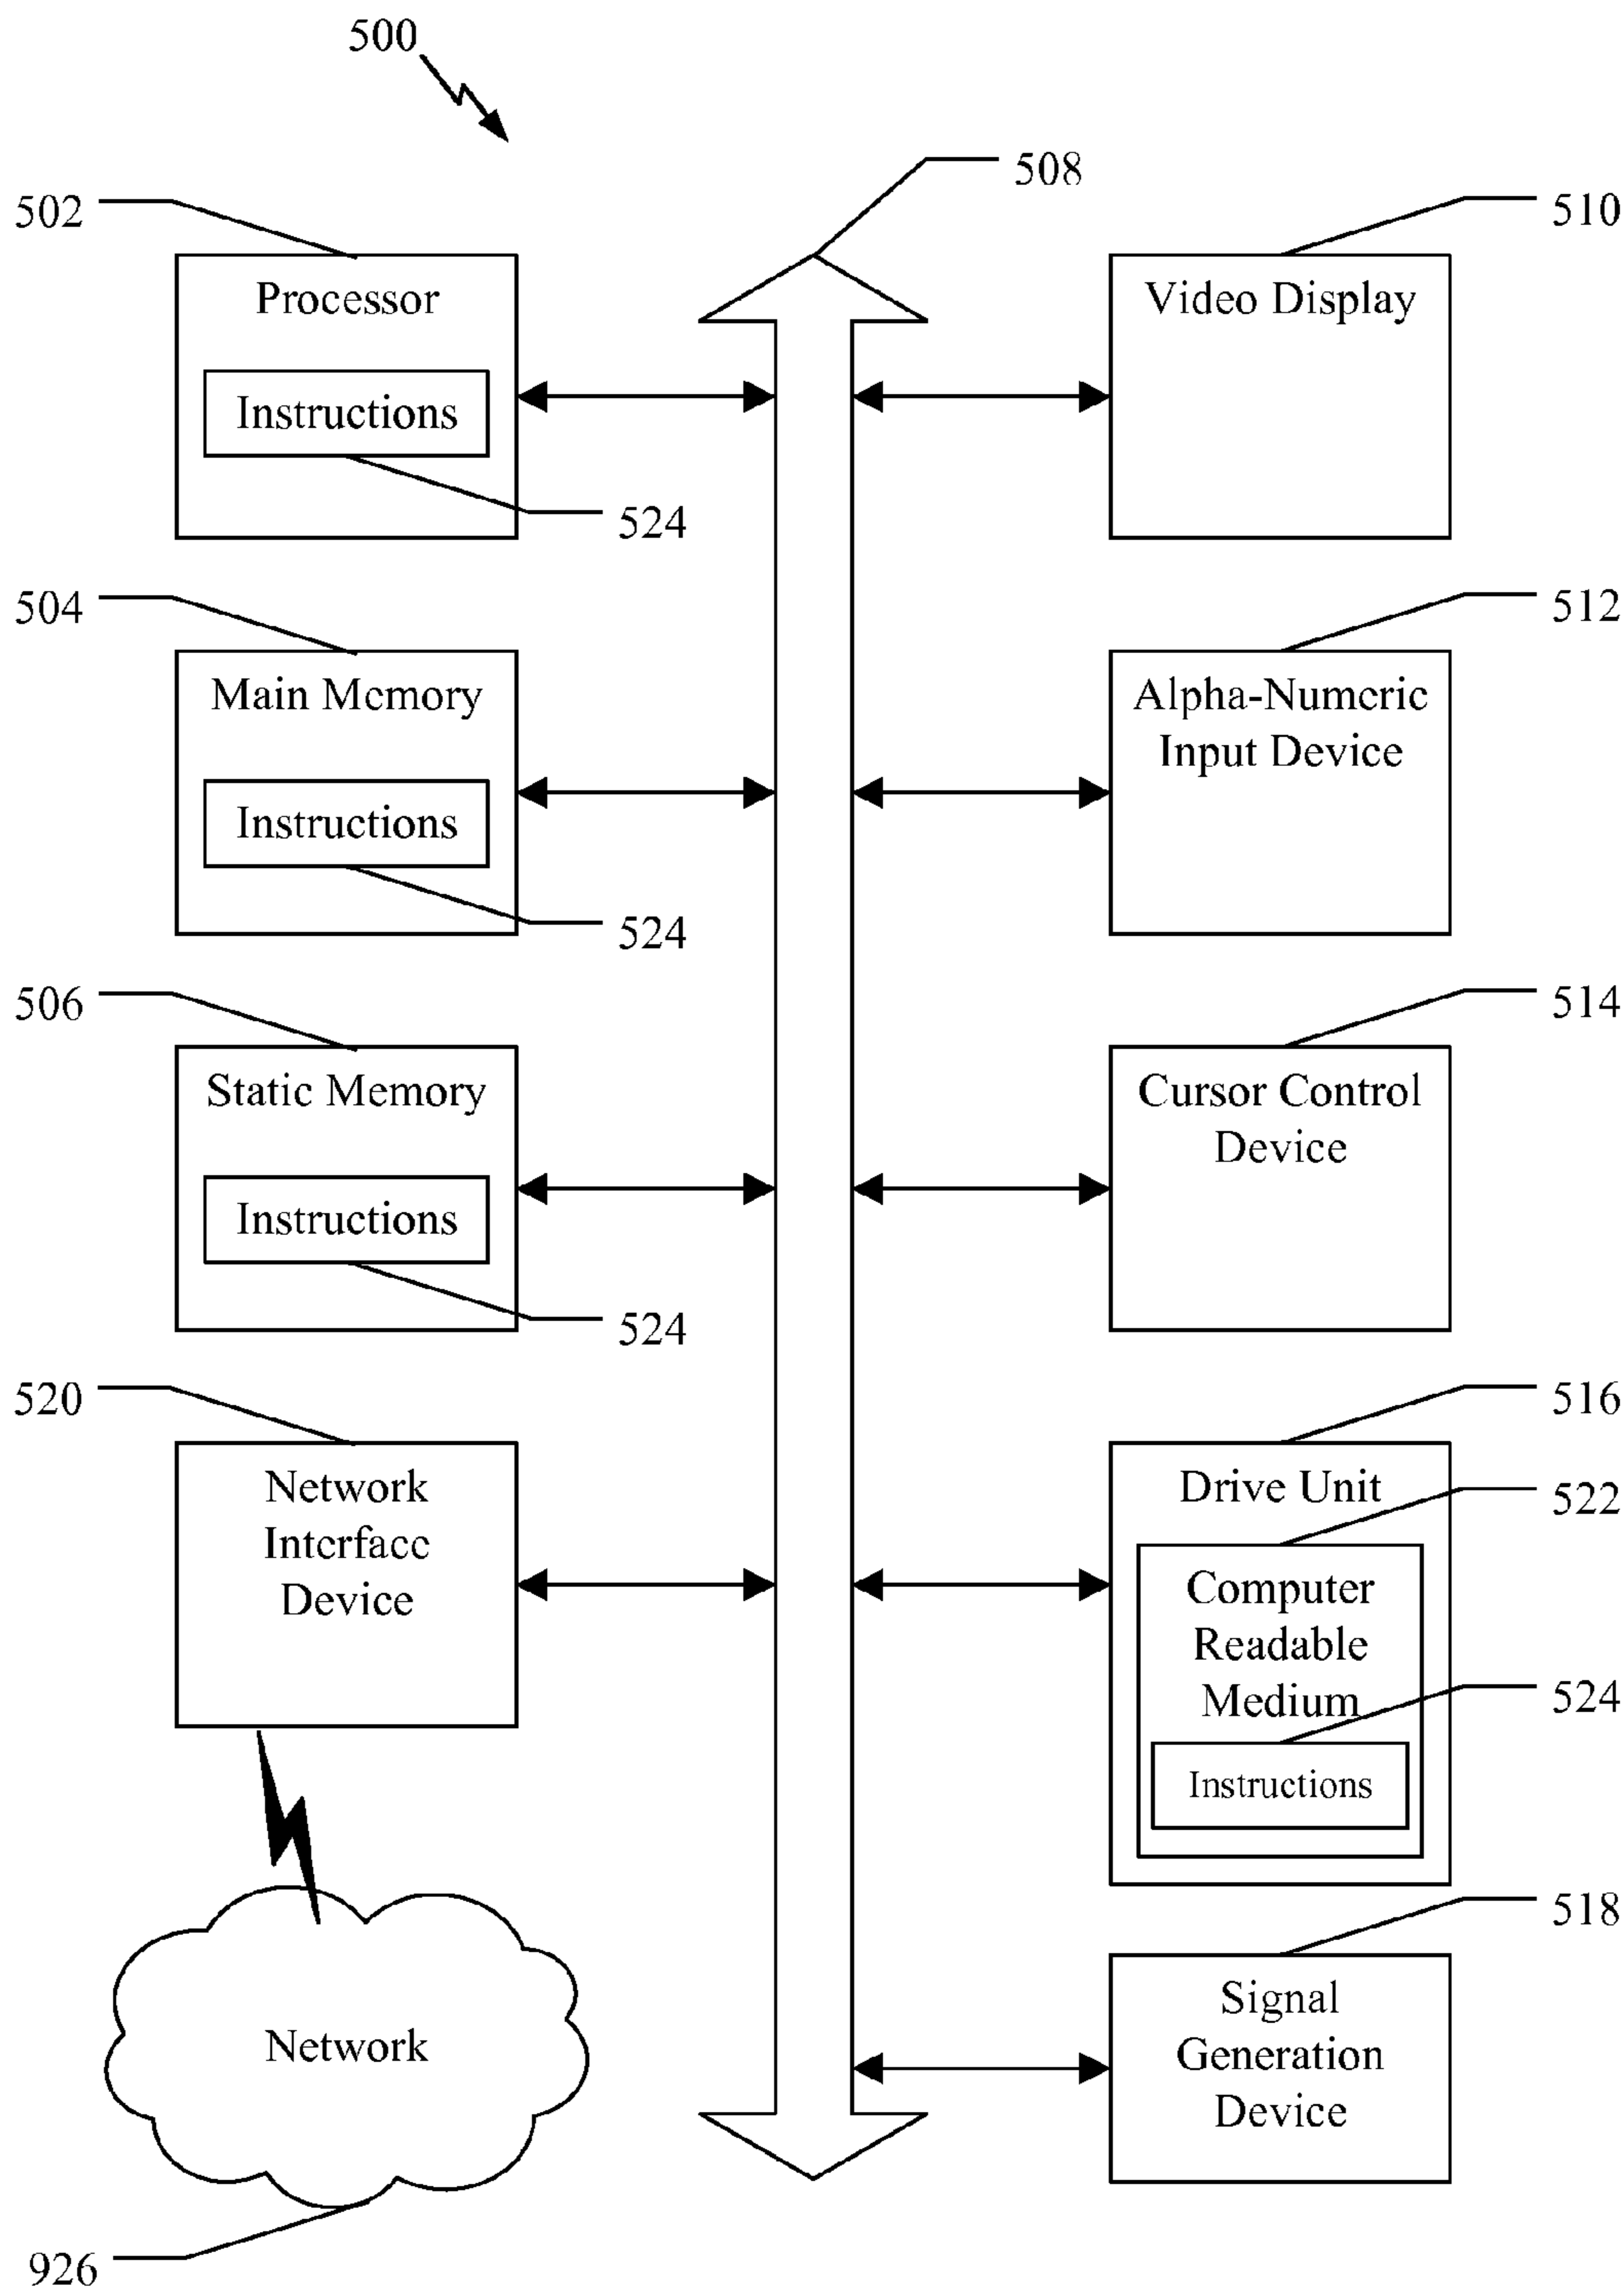 500
508
502
510
Processor
Video Display
Instructions
524
504
512
Main Memory
Alpha-Numeric
Input Device
Instructions
524
506
514
Static Memory
Cursor Control
Device
Instructions
524
520
516
Network
Interface
Device
Drive Unit
522
Computer
Readable
Medium
524
Instructions
518
Network
Signal
Generation
Device
926